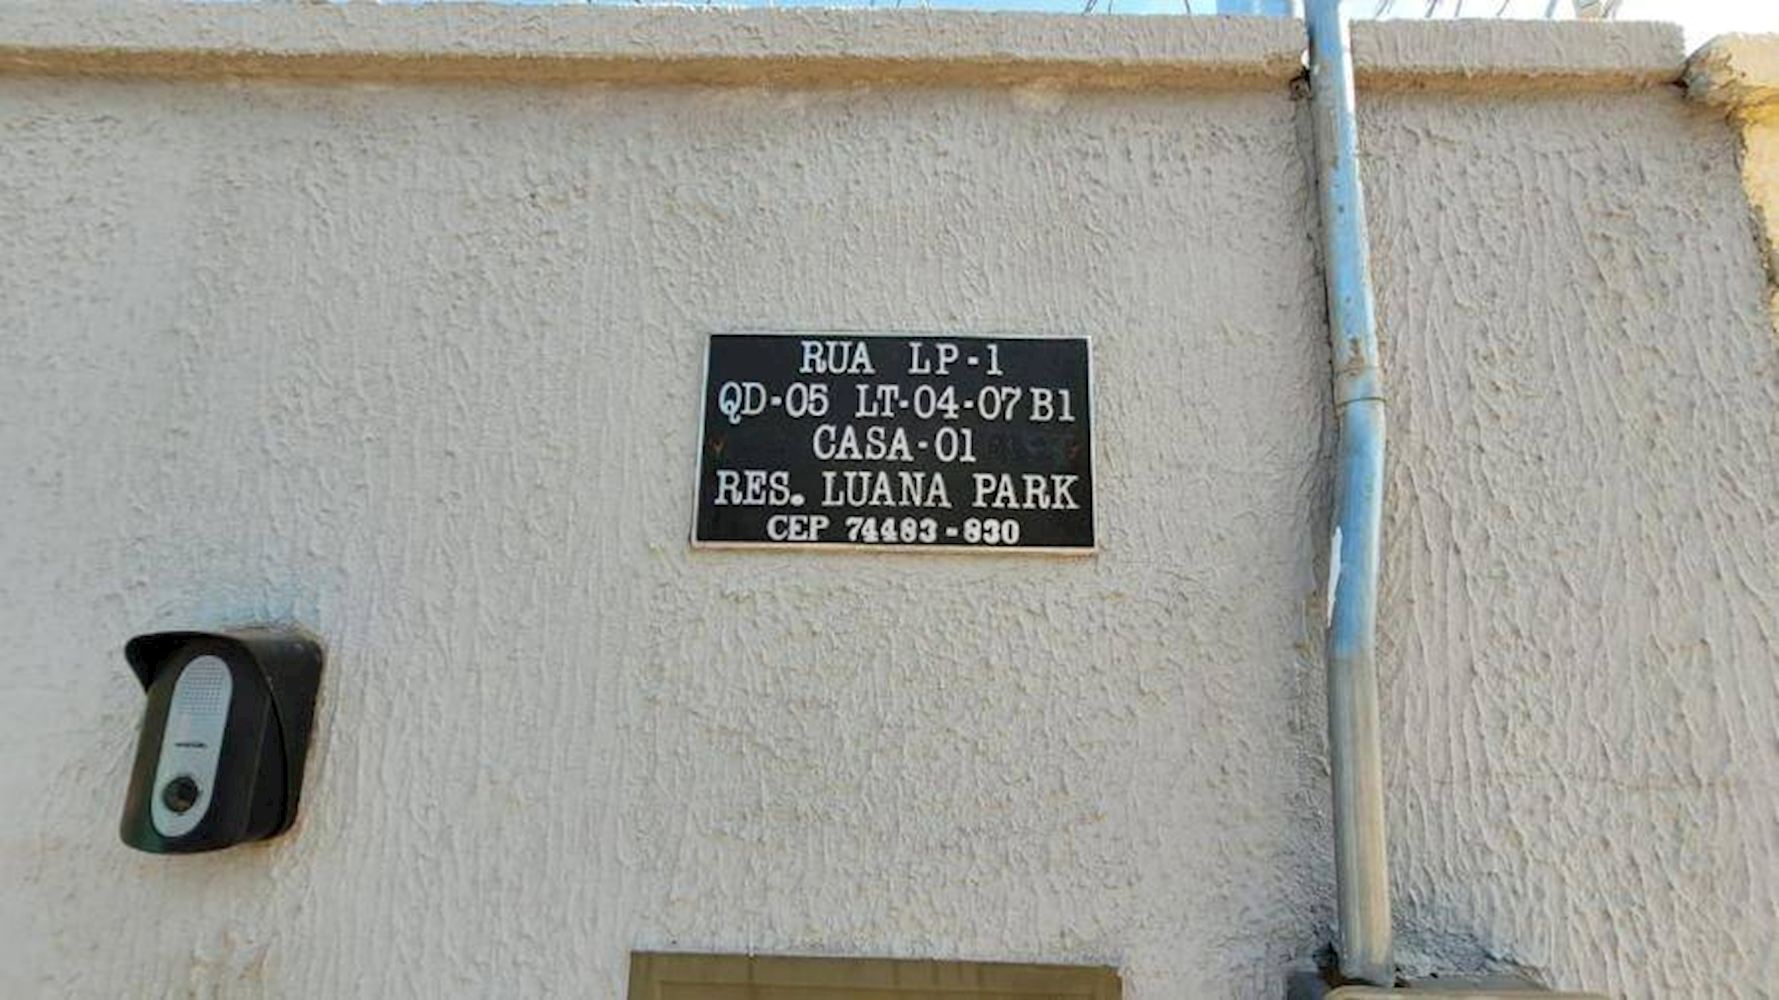 RUA LP-1
QD-05 LT-04-07 B1
CASA-01
RES. LUANA PARK
CEP 74483-830